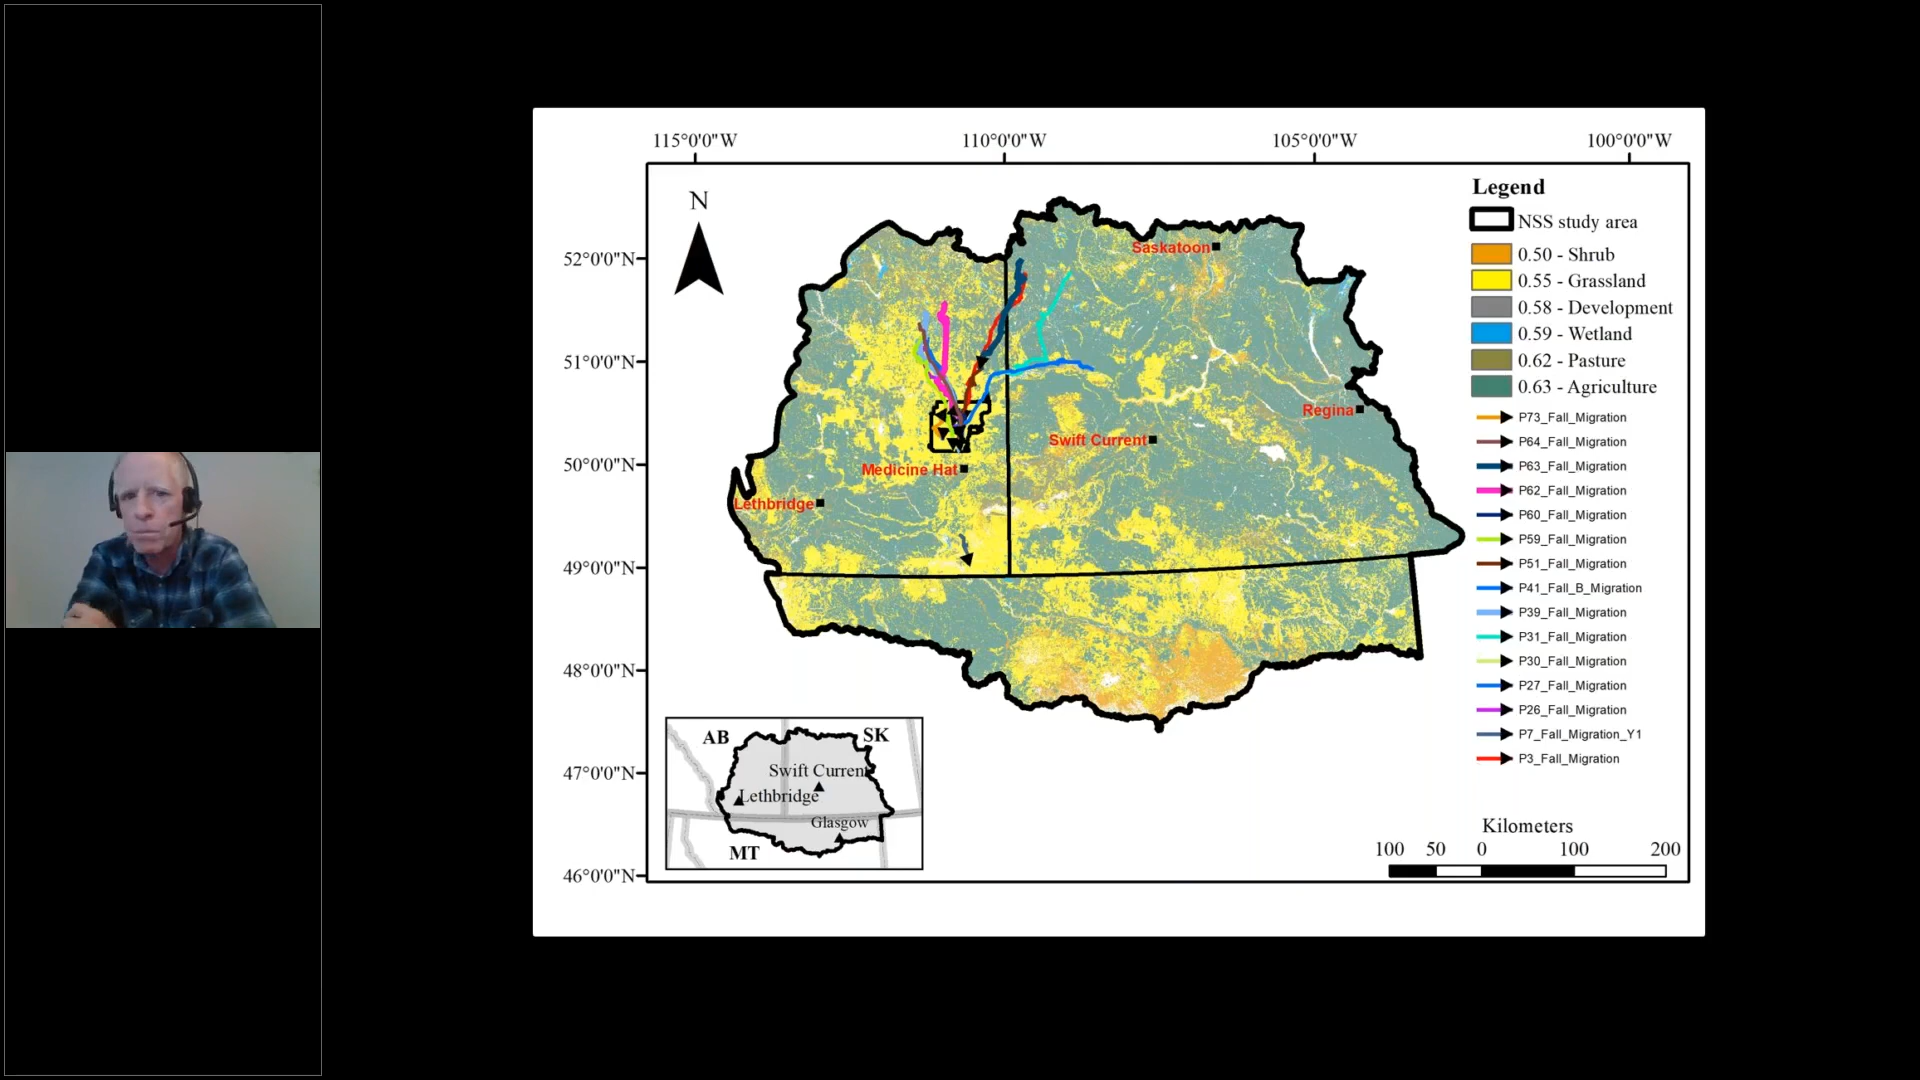 115°0'0"W 110°0'0"W 105°0'0"W 100°0'0"W
N
52°0'0"N
51°0'0"N
50°0'0"N
49°0'0"N
48°0'0"N
47°0'0"N
46°0'0"N
Saskatoon
Regina
Swift Current
Medicine Hat
Lethbridge
Legend
NSS study area
0.50 - Shrub
0.55 - Grassland
0.58 - Development
0.59 - Wetland
0.62 - Pasture
0.63 - Agriculture
P73_Fall_Migration
P64_Fall_Migration
P63_Fall_Migration
P62_Fall_Migration
P60_Fall_Migration
P59_Fall_Migration
P51_Fall_Migration
P41_Fall_B_Migration
P39_Fall_Migration
P31_Fall_Migration
P30_Fall_Migration
P27_Fall_Migration
P26_Fall_Migration
P7_Fall_Migration_Y1
P3_Fall_Migration
AB SK
Swift Current
Lethbridge
Glasgow
MT
Kilometers
100 50 0 100 200